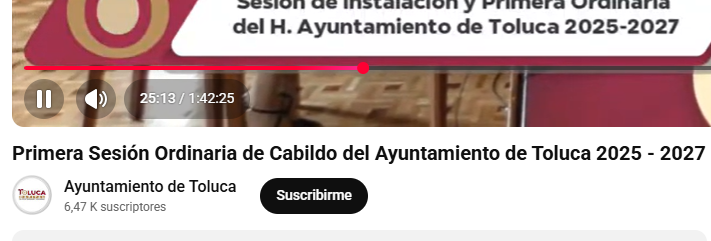 Sesión de Instalación y Primera Ordinaria
del H. Ayuntamiento de Toluca 2025-2027
25:13 / 1:42:25
Primera Sesión Ordinaria de Cabildo del Ayuntamiento de Toluca 2025 - 2027
TOLUCA
Ayuntamiento de Toluca
6,47 K suscriptores
Suscribirme